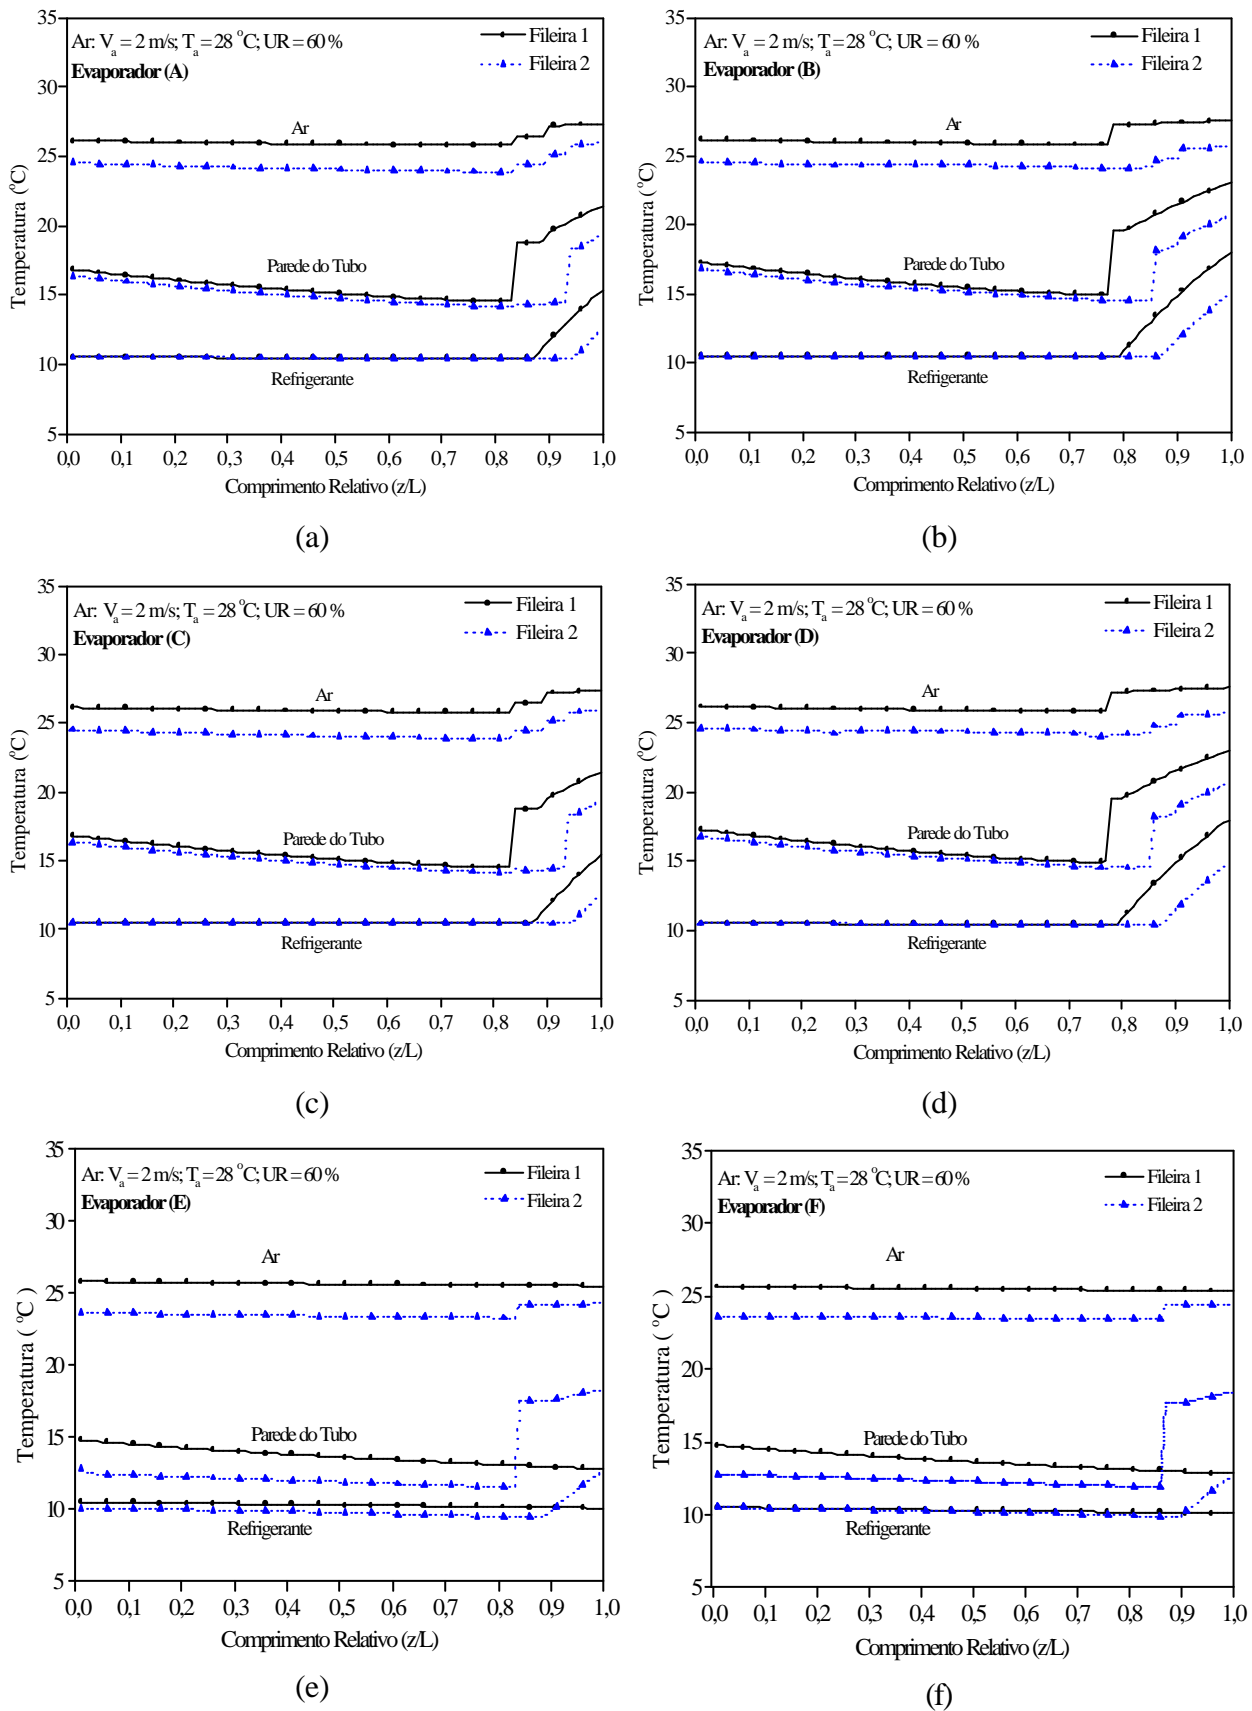 35
Ar: Va = 2 m/s; Ta = 28 °C; UR = 60 %
Evaporador (A)
Fileira 1
Fileira 2
30
Ar
25
Temperatura (°C)
20
Parede do Tubo
15
10
Refrigerante
5
0,0 0,1 0,2 0,3 0,4 0,5 0,6 0,7 0,8 0,9 1,0
Comprimento Relativo (z/L)
(a)
35
Ar: Va = 2 m/s; Ta = 28 °C; UR = 60 %
Evaporador (B)
Fileira 1
Fileira 2
30
Ar
25
Temperatura (°C)
20
Parede do Tubo
15
10
Refrigerante
5
0,0 0,1 0,2 0,3 0,4 0,5 0,6 0,7 0,8 0,9 1,0
Comprimento Relativo (z/L)
(b)
35
Ar: Va = 2 m/s; Ta = 28 °C; UR = 60 %
Evaporador (C)
Fileira 1
Fileira 2
30
Ar
25
Temperatura (°C)
20
Parede do Tubo
15
10
Refrigerante
5
0,0 0,1 0,2 0,3 0,4 0,5 0,6 0,7 0,8 0,9 1,0
Comprimento Relativo (z/L)
(c)
35
Ar: Va = 2 m/s; Ta = 28 °C; UR = 60 %
Evaporador (D)
Fileira 1
Fileira 2
30
Ar
25
Temperatura (°C)
20
Parede do Tubo
15
10
Refrigerante
5
0,0 0,1 0,2 0,3 0,4 0,5 0,6 0,7 0,8 0,9 1,0
Comprimento Relativo (z/L)
(d)
35
Ar: Va = 2 m/s; Ta = 28 °C; UR = 60 %
Evaporador (E)
Fileira 1
Fileira 2
30
Ar
25
Temperatura ( °C )
20
Parede do Tubo
15
10
Refrigerante
5
0,0 0,1 0,2 0,3 0,4 0,5 0,6 0,7 0,8 0,9 1,0
Comprimento Relativo (z/L)
(e)
35
Ar: Va = 2 m/s; Ta = 28 °C; UR = 60 %
Evaporador (F)
Fileira 1
Fileira 2
30
Ar
25
Temperatura ( °C )
20
Parede do Tubo
15
10
Refrigerante
5
0,0 0,1 0,2 0,3 0,4 0,5 0,6 0,7 0,8 0,9 1,0
Comprimento Relativo (z/L)
(f)